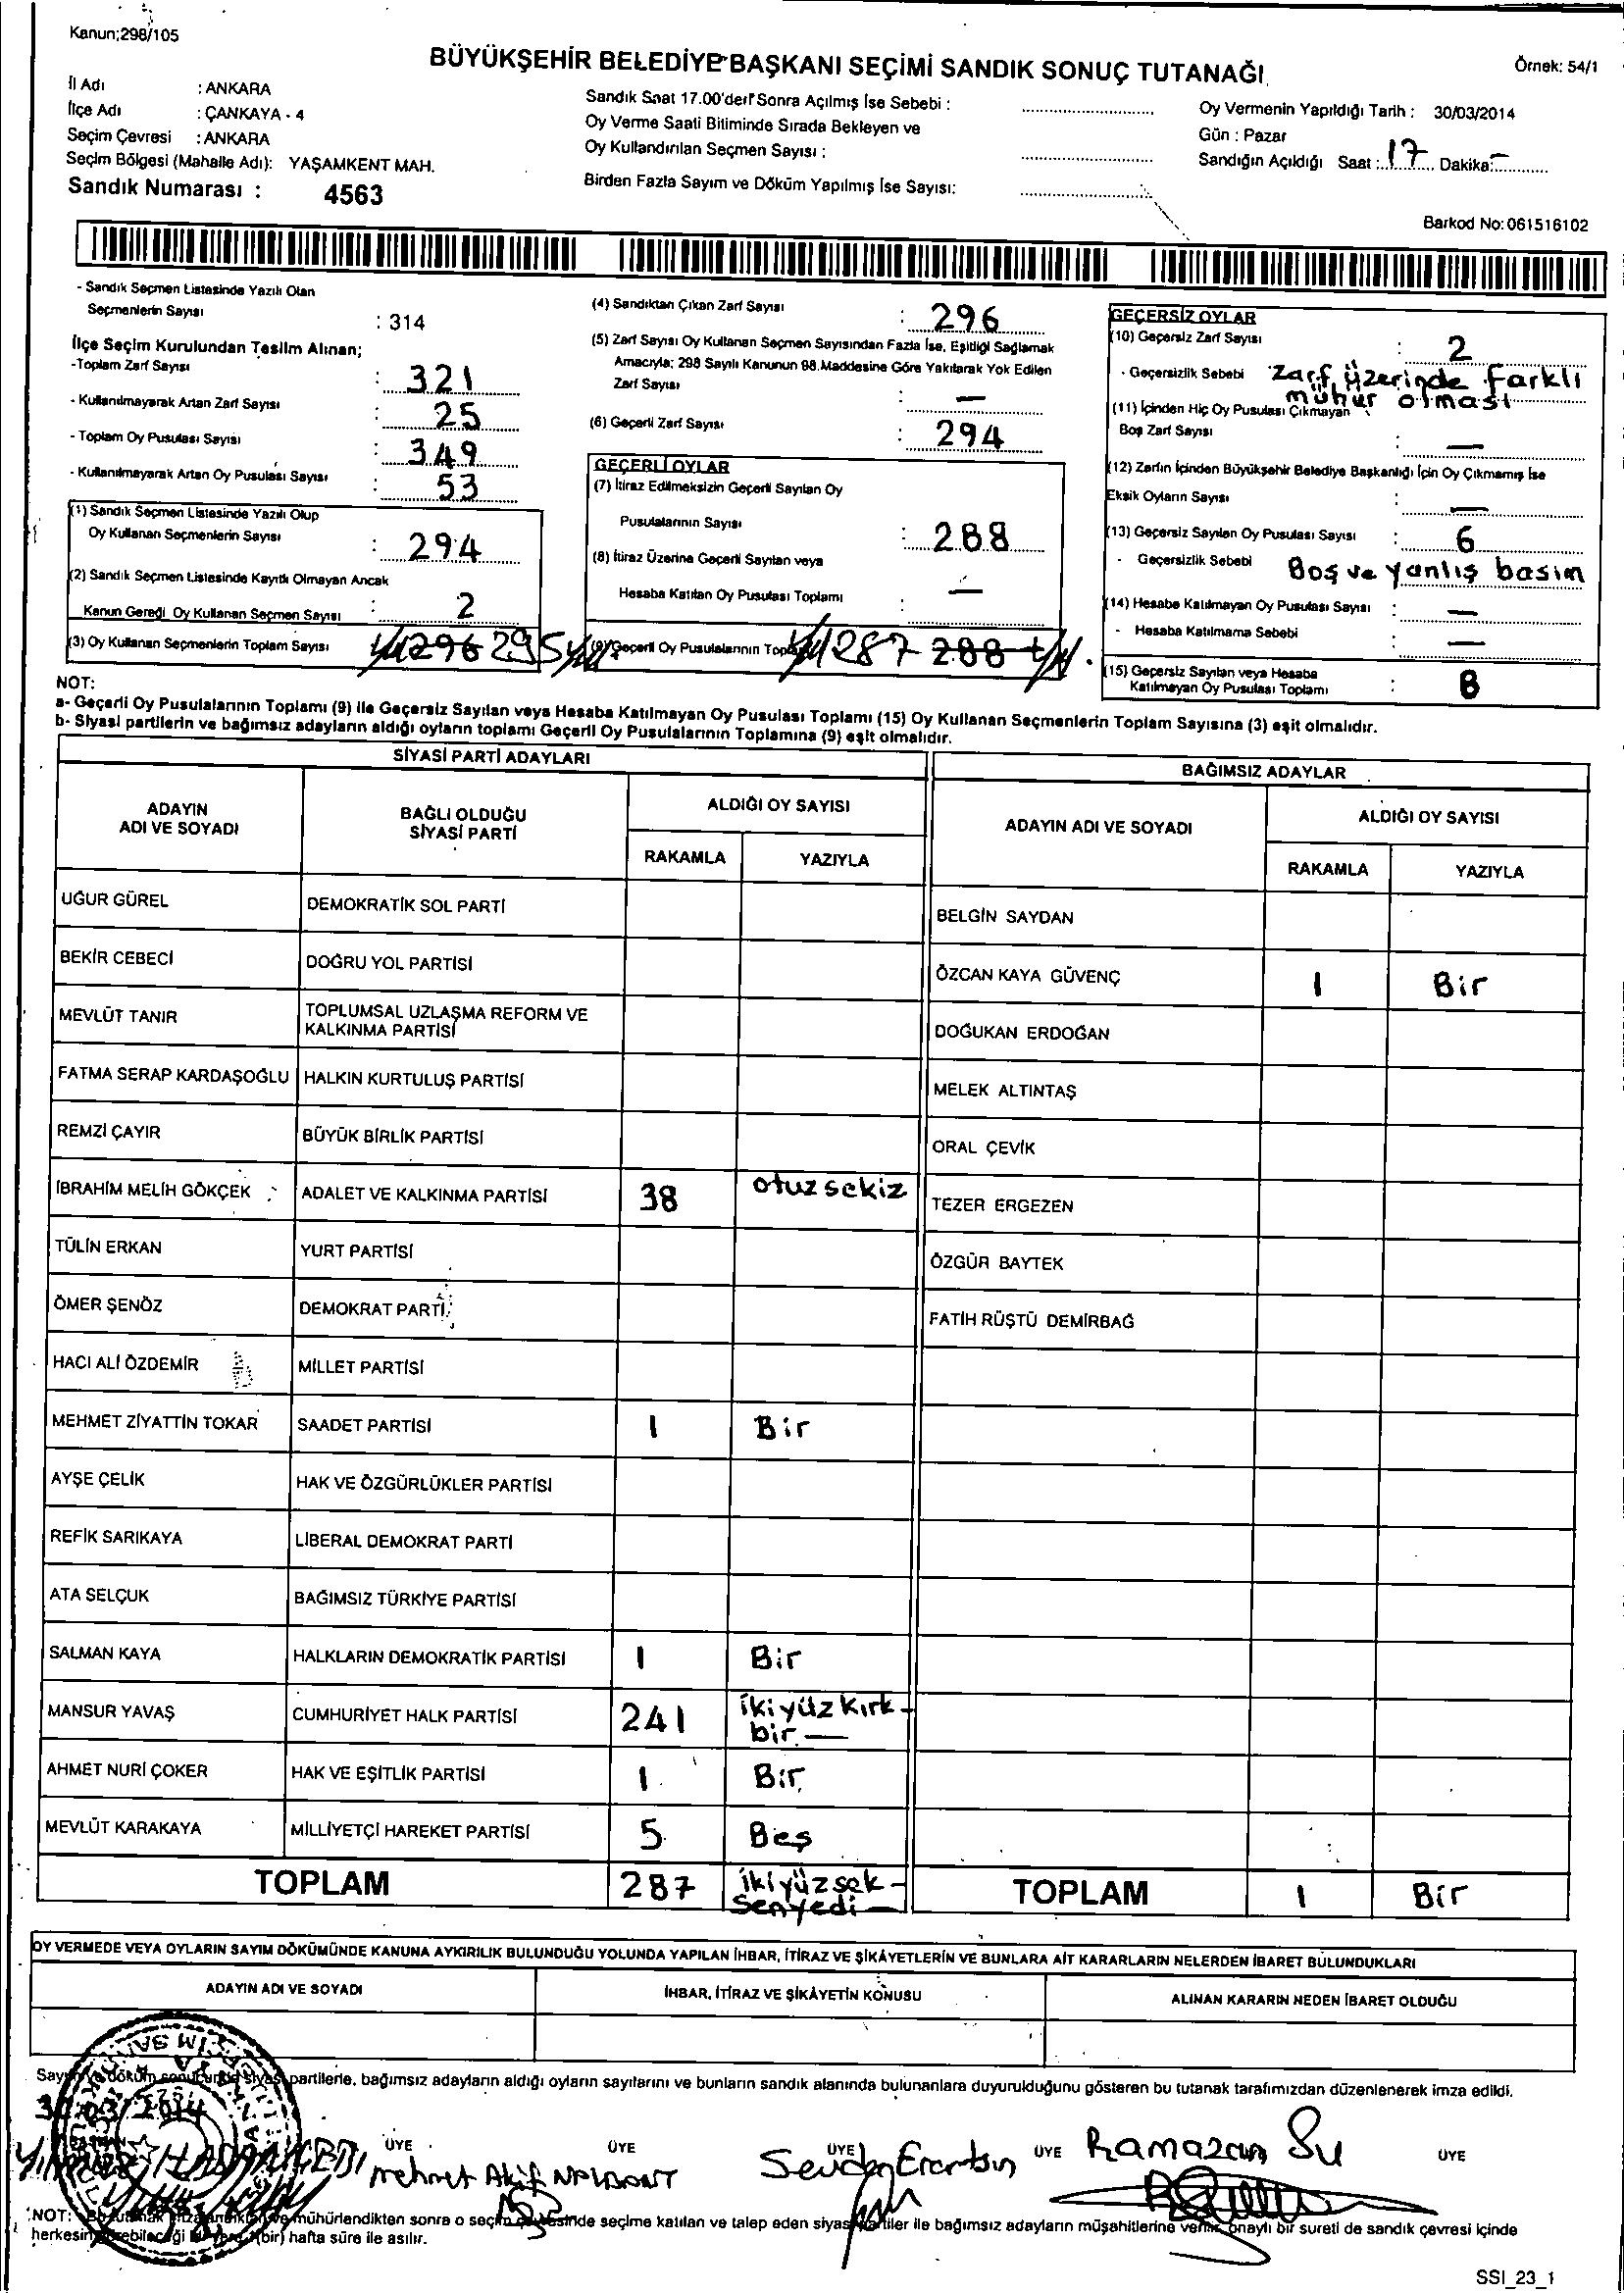 Kanun;298/105
BÜYÜKŞEHİR BELEDİYE BAŞKANI SEÇİMİ SANDIK SONUÇ TUTANAĞI
Örnek: 54/1
İl Adı : ANKARA
İlçe Adı : ÇANKAYA - 4
Seçim Çevresi : ANKARA
Seçim Bölgesi (Mahalle Adı): YAŞAMKENT MAH.
Sandık Numarası : 4563
Sandık Saat 17.00'den Sonra Açılmış İse Sebebi :
Oy Verme Saati Bitiminde Sırada Bekleyen ve
Oy Kullandırılan Seçmen Sayısı :
Birden Fazla Sayım ve Döküm Yapılmış İse Sayısı:
Oy Vermenin Yapıldığı Tarih : 30/03/2014
Gün : Pazar
Sandığın Açıldığı Saat : 17 Dakika: -
Barkod No: 061516102
- Sandık Seçmen Listesinde Yazılı Olan
Seçmenlerin Sayısı : 314
İlçe Seçim Kurulundan Teslim Alınan;
-Toplam Zarf Sayısı : 321
- Kullanılmayarak Artan Zarf Sayısı : 25
- Toplam Oy Pusulası Sayısı : 349
- Kullanılmayarak Artan Oy Pusulası Sayısı : 53
(1) Sandık Seçmen Listesinde Yazılı Olup
Oy Kullanan Seçmenlerin Sayısı : 294
(2) Sandık Seçmen Listesinde Kayıtlı Olmayan Ancak
Kanun Gereği Oy Kullanan Seçmen Sayısı : 2
(3) Oy Kullanan Seçmenlerin Toplam Sayısı 296 295
(4) Sandıktan Çıkan Zarf Sayısı : 296
(5) Zarf Sayısı Oy Kullanan Seçmen Sayısından Fazla İse, Eşitliği Sağlamak
Amacıyla; 298 Sayılı Kanunun 98.Maddesine Göre Yakılarak Yok Edilen
Zarf Sayısı : —
(6) Geçerli Zarf Sayısı : 294
GEÇERLİ OYLAR
(7) İtiraz Edilmeksizin Geçerli Sayılan Oy
Pusulalarının Sayısı : 288
(8) İtiraz Üzerine Geçerli Sayılan veya
Hesaba Katılan Oy Pusulası Toplamı : —
(9) Geçerli Oy Pusulalarının Toplamı 287 288
GEÇERSİZ OYLAR
(10) Geçersiz Zarf Sayısı : 2
- Geçersizlik Sebebi : Zarf üzerinde farklı
mühür olması
(11) İçinden Hiç Oy Pusulası Çıkmayan
Boş Zarf Sayısı : —
(12) Zarfın İçinden Büyükşehir Belediye Başkanlığı İçin Oy Çıkmamış İse
Eksik Oyların Sayısı : —
(13) Geçersiz Sayılan Oy Pusulası Sayısı : 6
- Geçersizlik Sebebi Boş ve yanlış basım
(14) Hesaba Katılmayan Oy Pusulası Sayısı : —
- Hesaba Katılmama Sebebi : —
(15) Geçersiz Sayılan veya Hesaba
Katılmayan Oy Pusulası Toplamı : 8
NOT:
a- Geçerli Oy Pusulalarının Toplamı (9) ile Geçersiz Sayılan veya Hesaba Katılmayan Oy Pusulası Toplamı (15) Oy Kullanan Seçmenlerin Toplam Sayısına (3) eşit olmalıdır.
b- Siyasi partilerin ve bağımsız adayların aldığı oyların toplamı Geçerli Oy Pusulalarının Toplamına (9) eşit olmalıdır.
SİYASİ PARTİ ADAYLARI
ADAYIN ADI VE SOYADI
BAĞLI OLDUĞU SİYASİ PARTİ
ALDIĞI OY SAYISI
RAKAMLA YAZIYLA
UĞUR GÜREL DEMOKRATİK SOL PARTİ
BEKİR CEBECİ DOĞRU YOL PARTİSİ
MEVLÜT TANIR TOPLUMSAL UZLAŞMA REFORM VE
KALKINMA PARTİSİ
FATMA SERAP KARDAŞOĞLU HALKIN KURTULUŞ PARTİSİ
REMZİ ÇAYIR BÜYÜK BİRLİK PARTİSİ
İBRAHİM MELİH GÖKÇEK ADALET VE KALKINMA PARTİSİ 38 otuzsekiz
TÜLİN ERKAN YURT PARTİSİ
ÖMER ŞENÖZ DEMOKRAT PARTİ
HACI ALİ ÖZDEMİR MİLLET PARTİSİ
MEHMET ZİYATTİN TOKAR SAADET PARTİSİ 1 Bir
AYŞE ÇELİK HAK VE ÖZGÜRLÜKLER PARTİSİ
REFİK SARIKAYA LİBERAL DEMOKRAT PARTİ
ATA SELÇUK BAĞIMSIZ TÜRKİYE PARTİSİ
SALMAN KAYA HALKLARIN DEMOKRATİK PARTİSİ 1 Bir
MANSUR YAVAŞ CUMHURİYET HALK PARTİSİ 241 ikiyüzkırk-
bir —
AHMET NURİ ÇOKER HAK VE EŞİTLİK PARTİSİ 1 Bir
MEVLÜT KARAKAYA MİLLİYETÇİ HAREKET PARTİSİ 5 Beş
TOPLAM 287 ikiyüzsek-
senyedi —
BAĞIMSIZ ADAYLAR
ADAYIN ADI VE SOYADI
ALDIĞI OY SAYISI
RAKAMLA YAZIYLA
BELGİN SAYDAN
ÖZCAN KAYA GÜVENÇ 1 Bir
DOĞUKAN ERDOĞAN
MELEK ALTINTAŞ
ORAL ÇEVİK
TEZER ERGEZEN
ÖZGÜR BAYTEK
FATİH RÜŞTÜ DEMİRBAĞ
TOPLAM 1 Bir
OY VERMEDE VEYA OYLARIN SAYIM DÖKÜMÜNDE KANUNA AYKIRILIK BULUNDUĞU YOLUNDA YAPILAN İHBAR, İTİRAZ VE ŞİKÂYETLERİN VE BUNLARA AİT KARARLARIN NELERDEN İBARET BULUNDUKLARI
ADAYIN ADI VE SOYADI İHBAR, İTİRAZ VE ŞİKÂYETİN KONUSU ALINAN KARARIN NEDEN İBARET OLDUĞU
döküm sonucunda siyasi partilerle, bağımsız adayların aldığı oyların sayılarını ve bunların sandık alanında bulunanlara duyurulduğunu gösteren bu tutanak tarafımızdan düzenlenerek imza edildi.
30/03/2014
ÜYE ÜYE ÜYE ÜYE ÜYE
Mehmet Akif
Ramazan Su
NOT: mühürlendikten sonra o seçim seçime katılan ve talep eden siyasi partiler ile bağımsız adayların müşahitlerine verilir, onaylı bir sureti de sandık çevresi içinde
herkesin (bir) hafta süre ile asılır.
SSI_23_1